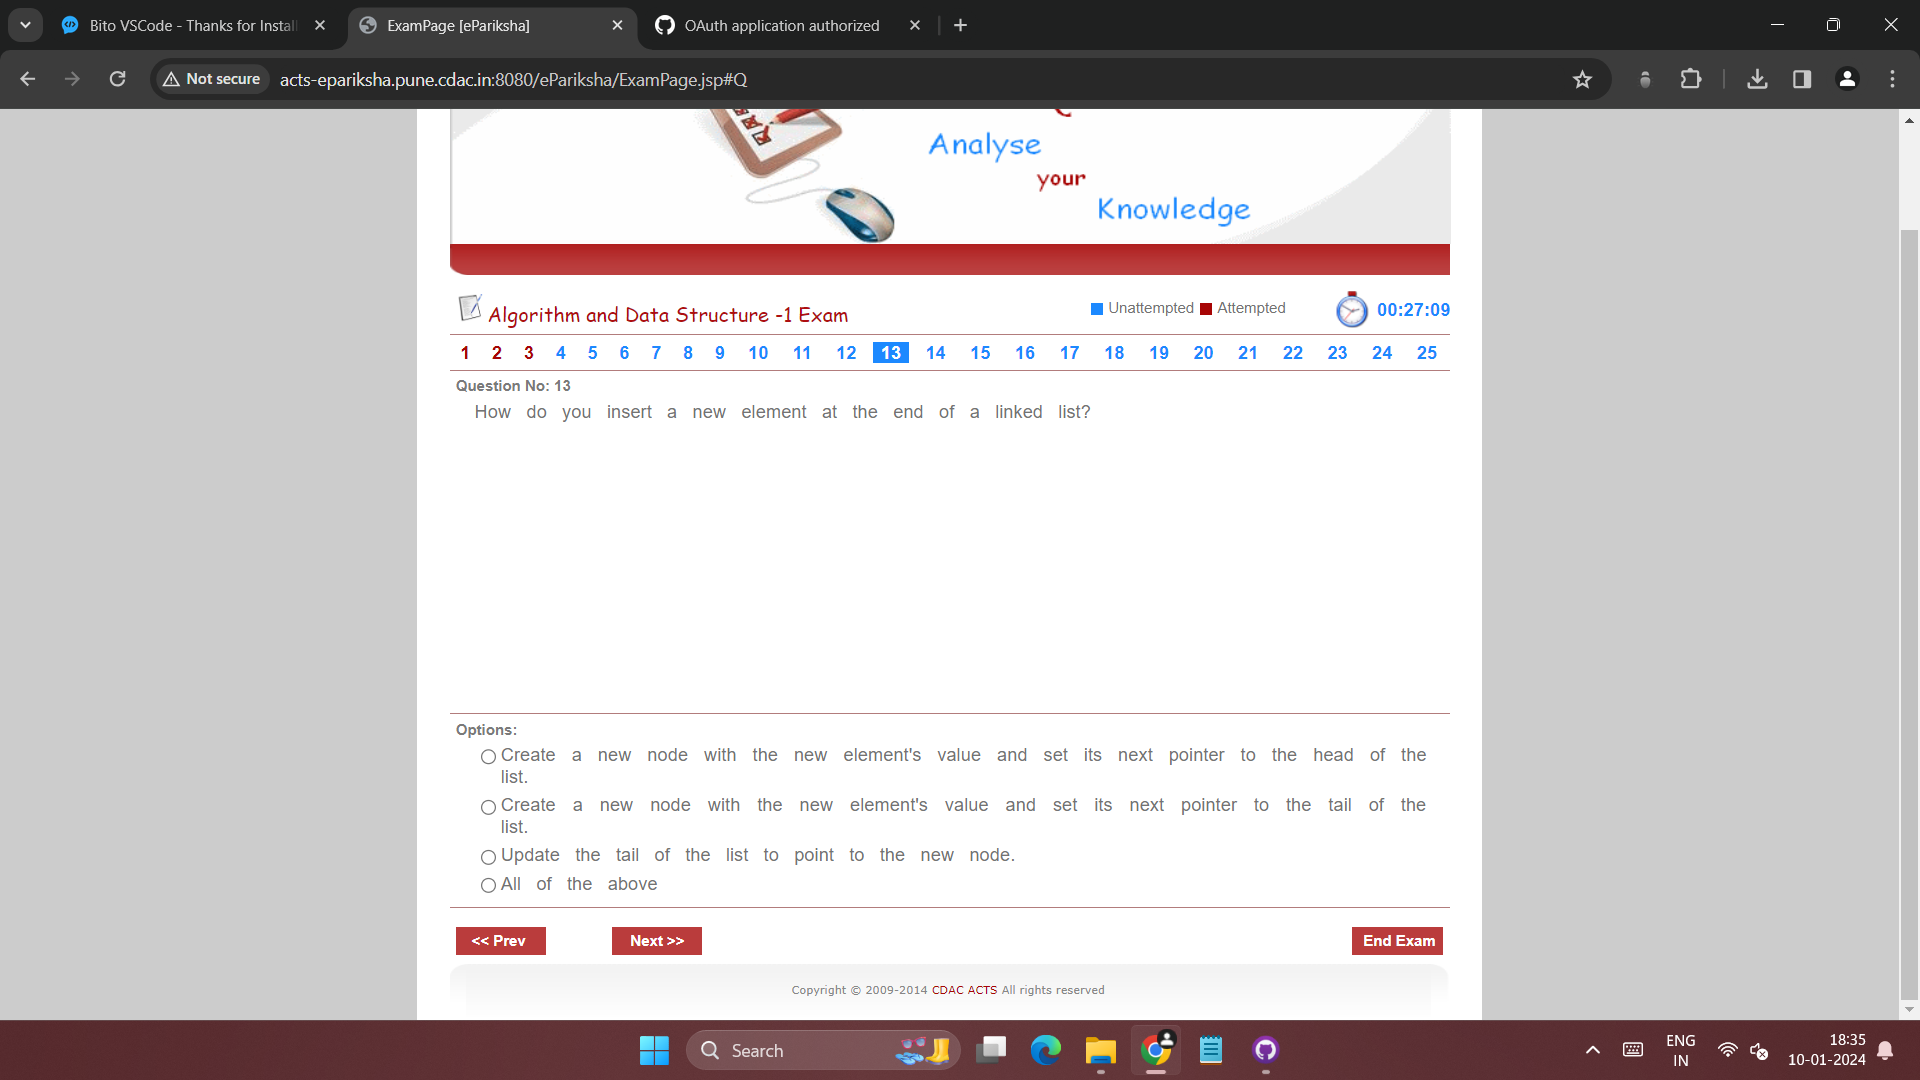 Bito VSCode - Thanks for Instal
ExamPage [ePariksha]
OAuth application authorized
Not secure
acts-epariksha.pune.cdac.in:8080/ePariksha/ExamPage.jsp#Q
Analyse
your
Knowledge
Algorithm and Data Structure -1 Exam
Unattempted Attempted
00:27:09
1 2 3 4 5 6 7 8 9 10 11 12 13 14 15 16 17 18 19 20 21 22 23 24 25
Question No: 13
How do you insert a new element at the end of a linked list?
Options:
Create a new node with the new element's value and set its next pointer to the head of the
list.
Create a new node with the new element's value and set its next pointer to the tail of the
list.
Update the tail of the list to point to the new node.
All of the above
<< Prev
Next >>
End Exam
Copyright © 2009-2014 CDAC ACTS All rights reserved
Search
ENG
IN
18:35
10-01-2024